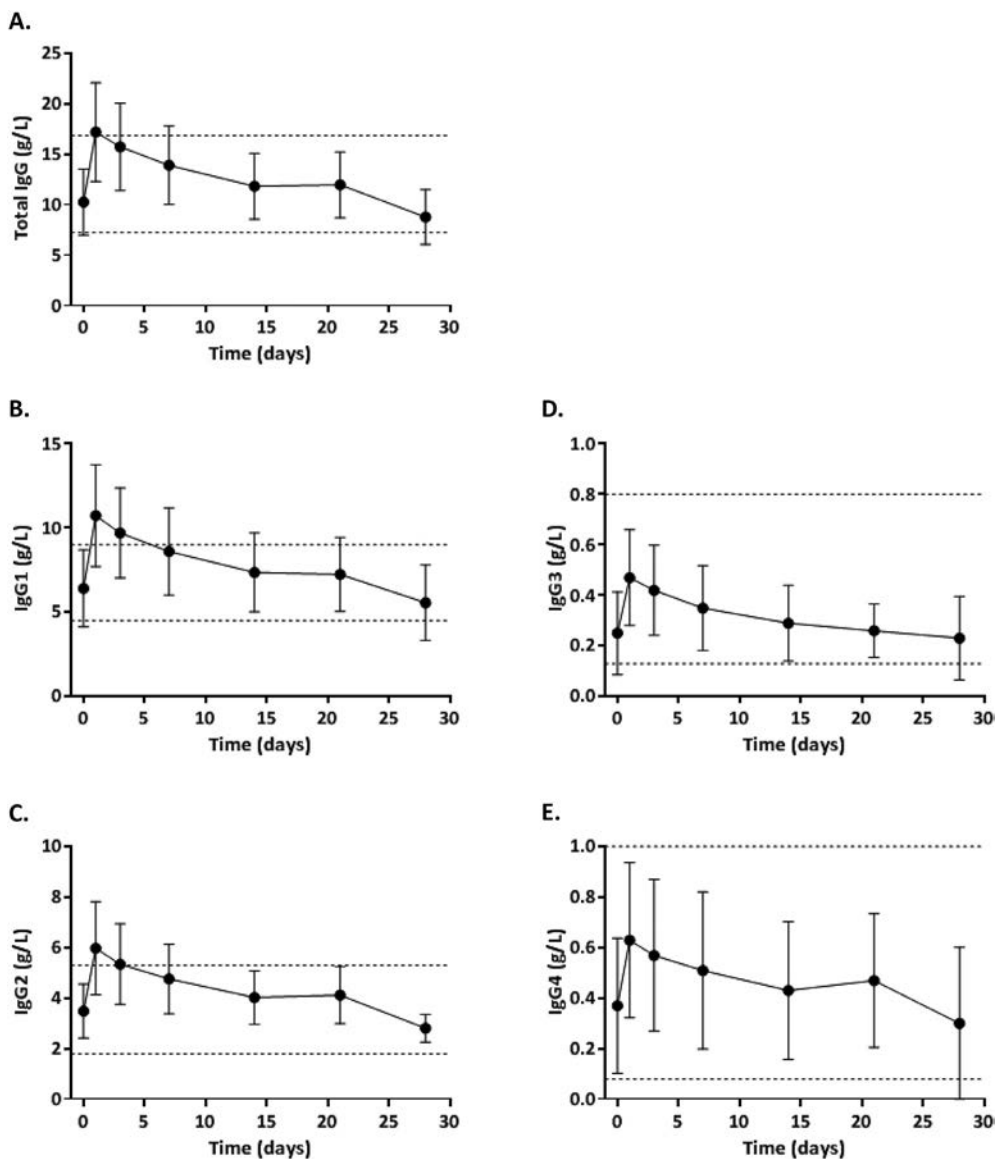 A.
Total IgG (g/L)
25
20
15
10
5
0
0 5 10 15 20 25 30
Time (days)
B.
IgG1 (g/L)
15
10
5
0
0 5 10 15 20 25 30
Time (days)
D.
IgG3 (g/L)
1.0
0.8
0.6
0.4
0.2
0.0
0 5 10 15 20 25 30
Time (days)
C.
IgG2 (g/L)
10
8
6
4
2
0
0 5 10 15 20 25 30
Time (days)
E.
IgG4 (g/L)
1.0
0.8
0.6
0.4
0.2
0.0
0 5 10 15 20 25 30
Time (days)